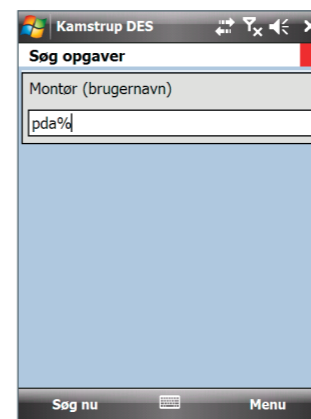 Kamstrup DES
Søg opgaver
Montør (brugernavn)
pda%
Søg nu
Menu